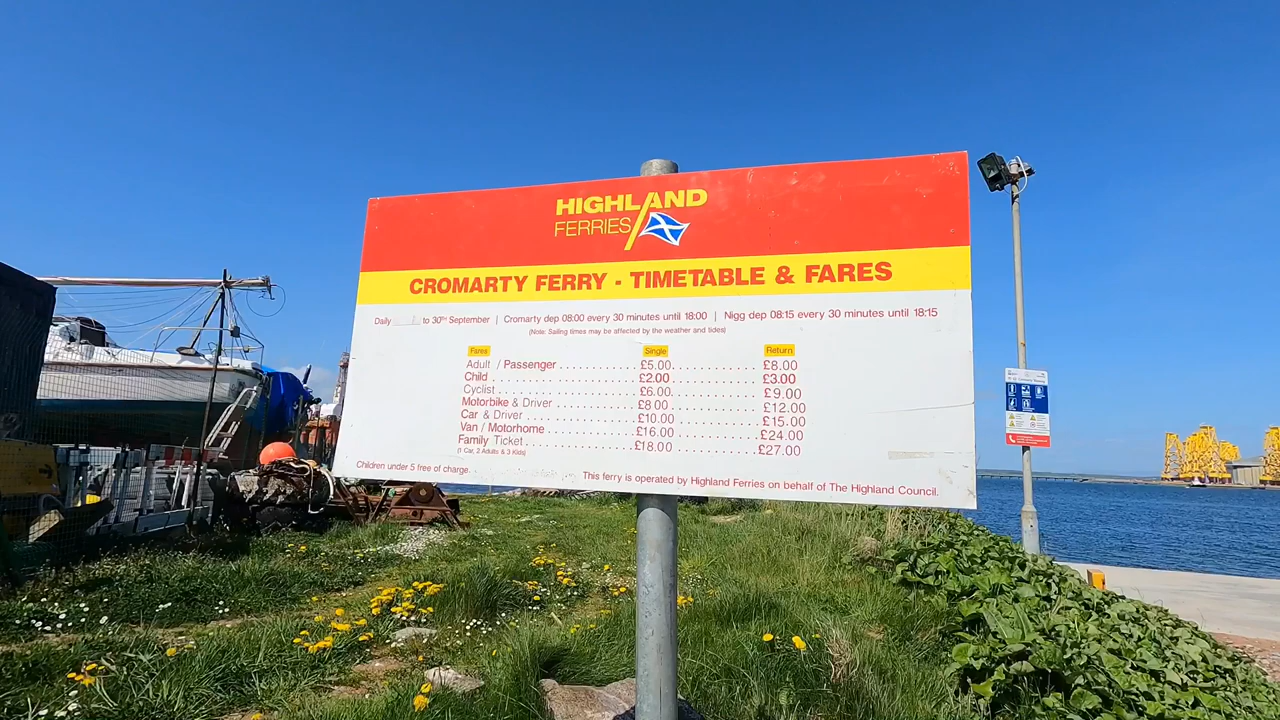 HIGHLAND
FERRIES
CROMARTY FERRY - TIMETABLE & FARES
Daily to 30th September | Cromarty dep 08:00 every 30 minutes until 18:00 | Nigg dep 08:15 every 30 minutes until 18:15
(Note: Sailing times may be affected by the weather and tides)
Fares Single Return
Adult / Passenger £5.00 £8.00
Child £2.00 £3.00
Cyclist £6.00 £9.00
Motorbike & Driver £8.00 £12.00
Car & Driver £10.00 £15.00
Van / Motorhome £16.00 £24.00
Family Ticket £18.00 £27.00
(1 Car, 2 Adults & 3 Kids)
Children under 5 free of charge.
This ferry is operated by Highland Ferries on behalf of The Highland Council.